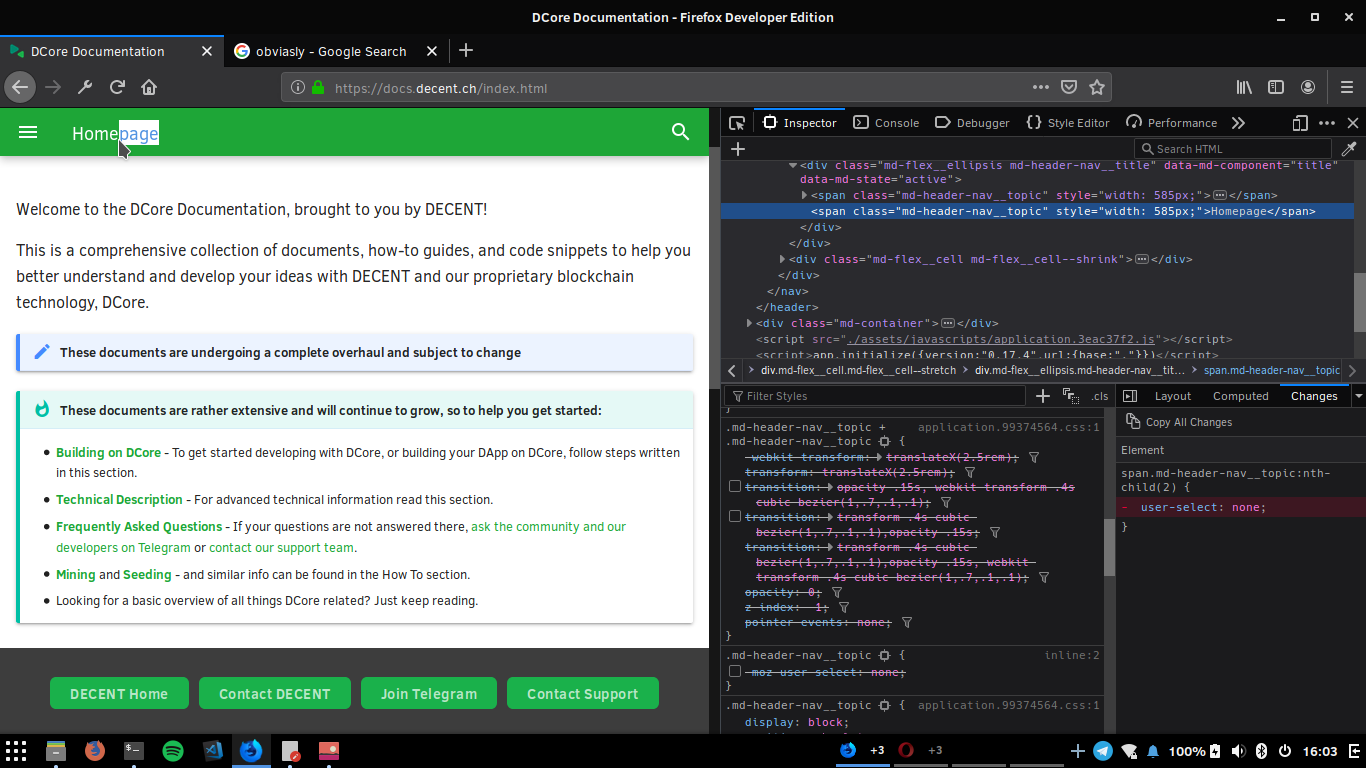 DCore Documentation - Firefox Developer Edition
DCore Documentation
obviasly - Google Search
https://docs.decent.ch/index.html
Homepage
Welcome to the DCore Documentation, brought to you by DECENT!
This is a comprehensive collection of documents, how-to guides, and code snippets to help you
better understand and develop your ideas with DECENT and our proprietary blockchain
technology, DCore.
These documents are undergoing a complete overhaul and subject to change
These documents are rather extensive and will continue to grow, so to help you get started:
Building on DCore - To get started developing with DCore, or building your DApp on DCore, follow steps written
in this section.
Technical Description - For advanced technical information read this section.
Frequently Asked Questions - If your questions are not answered there, ask the community and our
developers on Telegram or contact our support team.
Mining and Seeding - and similar info can be found in the How To section.
Looking for a basic overview of all things DCore related? Just keep reading.
DECENT Home Contact DECENT Join Telegram Contact Support
Inspector Console Debugger Style Editor Performance
Search HTML
<div class="md-flex__ellipsis md-header-nav__title" data-md-component="title"
data-md-state="active">
<span class="md-header-nav__topic" style="width: 585px;"></span>
<span class="md-header-nav__topic" style="width: 585px;">Homepage</span>
</div>
</div>
<div class="md-flex__cell md-flex__cell--shrink"></div>
</div>
</nav>
</header>
<div class="md-container"></div>
<script src="./assets/javascripts/application.3eac37f2.js"></script>
<script>app.initialize({version:"0.17.4",url:{base:"."}})</script>
div.md-flex__cell.md-flex__cell--stretch div.md-flex__ellipsis.md-header-nav__tit… span.md-header-nav__topic
Filter Styles .cls
}
.md-header-nav__topic + application.99374564.css:1
.md-header-nav__topic {
-webkit-transform: translateX(2.5rem);
transform: translateX(2.5rem);
transition: opacity .15s,-webkit-transform .4s
cubic-bezier(1,.7,.1,.1);
transition: transform .4s cubic-
bezier(1,.7,.1,.1),opacity .15s;
transition: transform .4s cubic-
bezier(1,.7,.1,.1),opacity .15s,-webkit-
transform .4s cubic-bezier(1,.7,.1,.1);
opacity: 0;
z-index: -1;
pointer-events: none;
}
.md-header-nav__topic { inline:2
-moz-user-select: none;
}
.md-header-nav__topic { application.99374564.css:1
display: block;
Layout Computed Changes
Copy All Changes
Element
span.md-header-nav__topic:nth-
child(2) {
- user-select: none;
}
+3
+3
100%
16:03